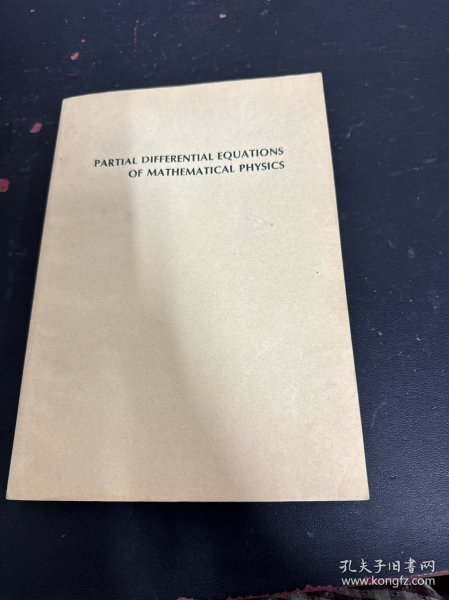 PARTIAL DIFFERENTIAL EQUATIONS
OF MATHEMATICAL PHYSICS
孔夫子旧书网
www.kongfz.com